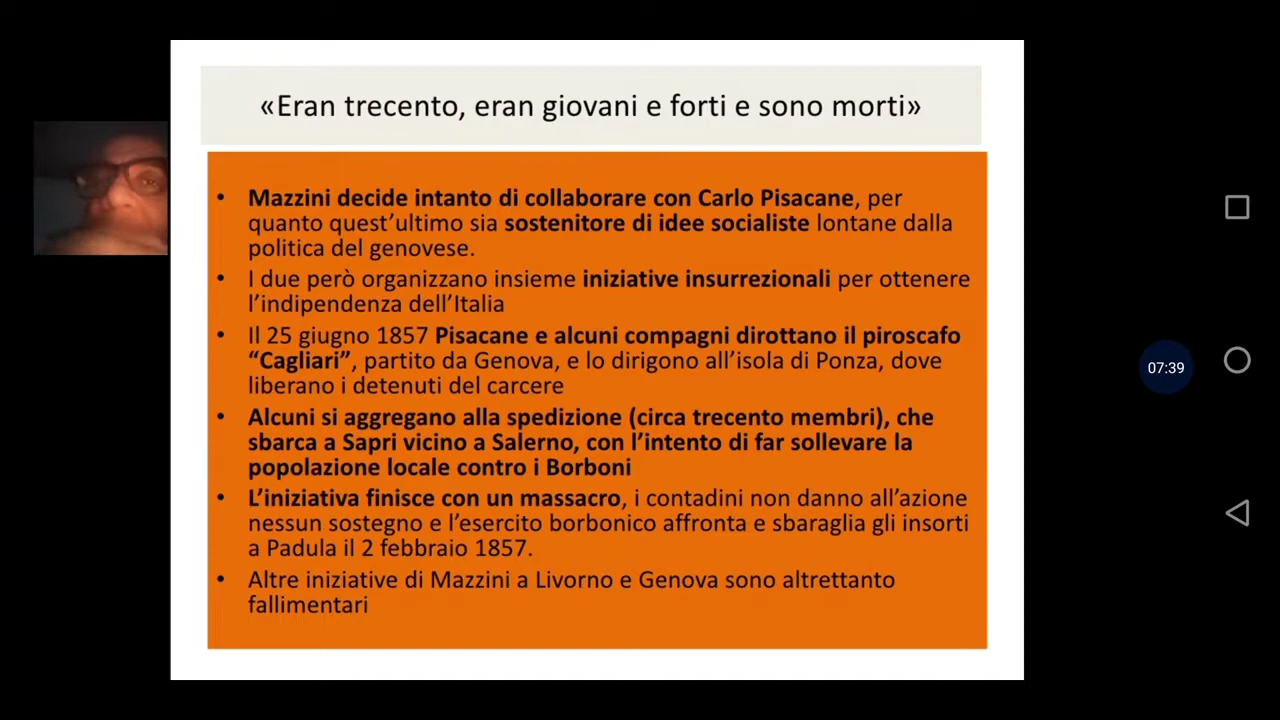 «Eran trecento, eran giovani e forti e sono morti»
• Mazzini decide intanto di collaborare con Carlo Pisacane, per
quanto quest’ultimo sia sostenitore di idee socialiste lontane dalla
politica del genovese.
• I due però organizzano insieme iniziative insurrezionali per ottenere
l’indipendenza dell’Italia
• Il 25 giugno 1857 Pisacane e alcuni compagni dirottano il piroscafo
“Cagliari”, partito da Genova, e lo dirigono all’isola di Ponza, dove
liberano i detenuti del carcere
• Alcuni si aggregano alla spedizione (circa trecento membri), che
sbarca a Sapri vicino a Salerno, con l’intento di far sollevare la
popolazione locale contro i Borboni
• L’iniziativa finisce con un massacro, i contadini non danno all’azione
nessun sostegno e l’esercito borbonico affronta e sbaraglia gli insorti
a Padula il 2 febbraio 1857.
• Altre iniziative di Mazzini a Livorno e Genova sono altrettanto
fallimentari
07:39